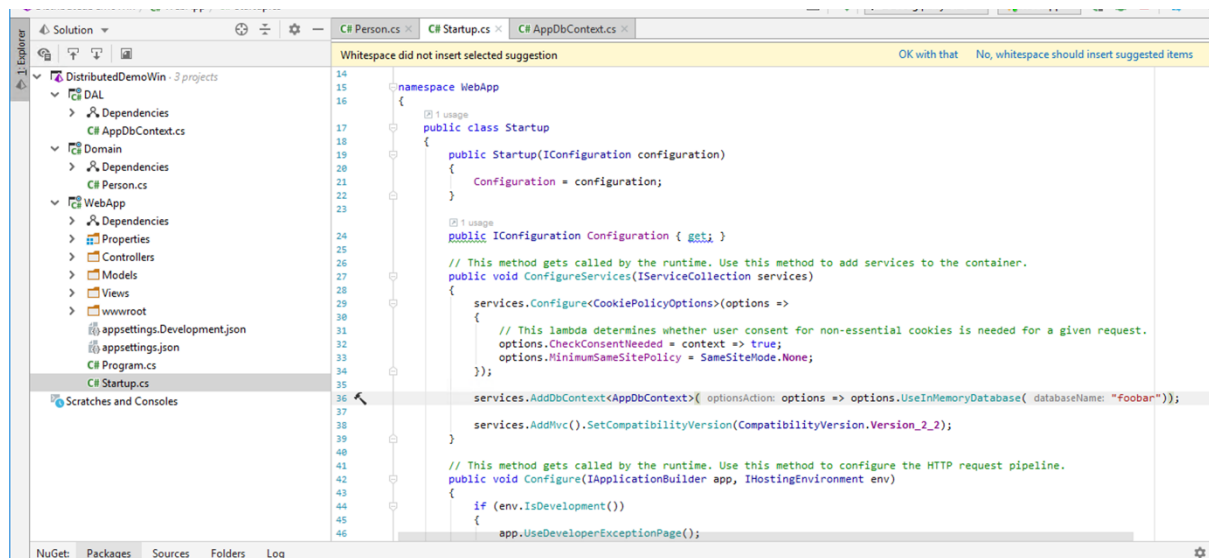 Solution
C# Person.cs
C# Startup.cs
C# AppDbContext.cs
1: Explorer
Whitespace did not insert selected suggestion
OK with that
No, whitespace should insert suggested items
DistributedDemoWin · 3 projects
C# DAL
Dependencies
C# AppDbContext.cs
C# Domain
Dependencies
C# Person.cs
C# WebApp
Dependencies
Properties
Controllers
Models
Views
wwwroot
appsettings.Development.json
appsettings.json
C# Program.cs
C# Startup.cs
Scratches and Consoles
14
15 namespace WebApp
16 {
1 usage
17 public class Startup
18 {
19 public Startup(IConfiguration configuration)
20 {
21 Configuration = configuration;
22 }
23
1 usage
24 public IConfiguration Configuration { get; }
25
26 // This method gets called by the runtime. Use this method to add services to the container.
27 public void ConfigureServices(IServiceCollection services)
28 {
29 services.Configure<CookiePolicyOptions>(options =>
30 {
31 // This lambda determines whether user consent for non-essential cookies is needed for a given request.
32 options.CheckConsentNeeded = context => true;
33 options.MinimumSameSitePolicy = SameSiteMode.None;
34 });
35
36 services.AddDbContext<AppDbContext>( optionsAction: options => options.UseInMemoryDatabase( databaseName: "foobar"));
37
38 services.AddMvc().SetCompatibilityVersion(CompatibilityVersion.Version_2_2);
39 }
40
41 // This method gets called by the runtime. Use this method to configure the HTTP request pipeline.
42 public void Configure(IApplicationBuilder app, IHostingEnvironment env)
43 {
44 if (env.IsDevelopment())
45 {
46 app.UseDeveloperExceptionPage();
NuGet: Packages Sources Folders Log